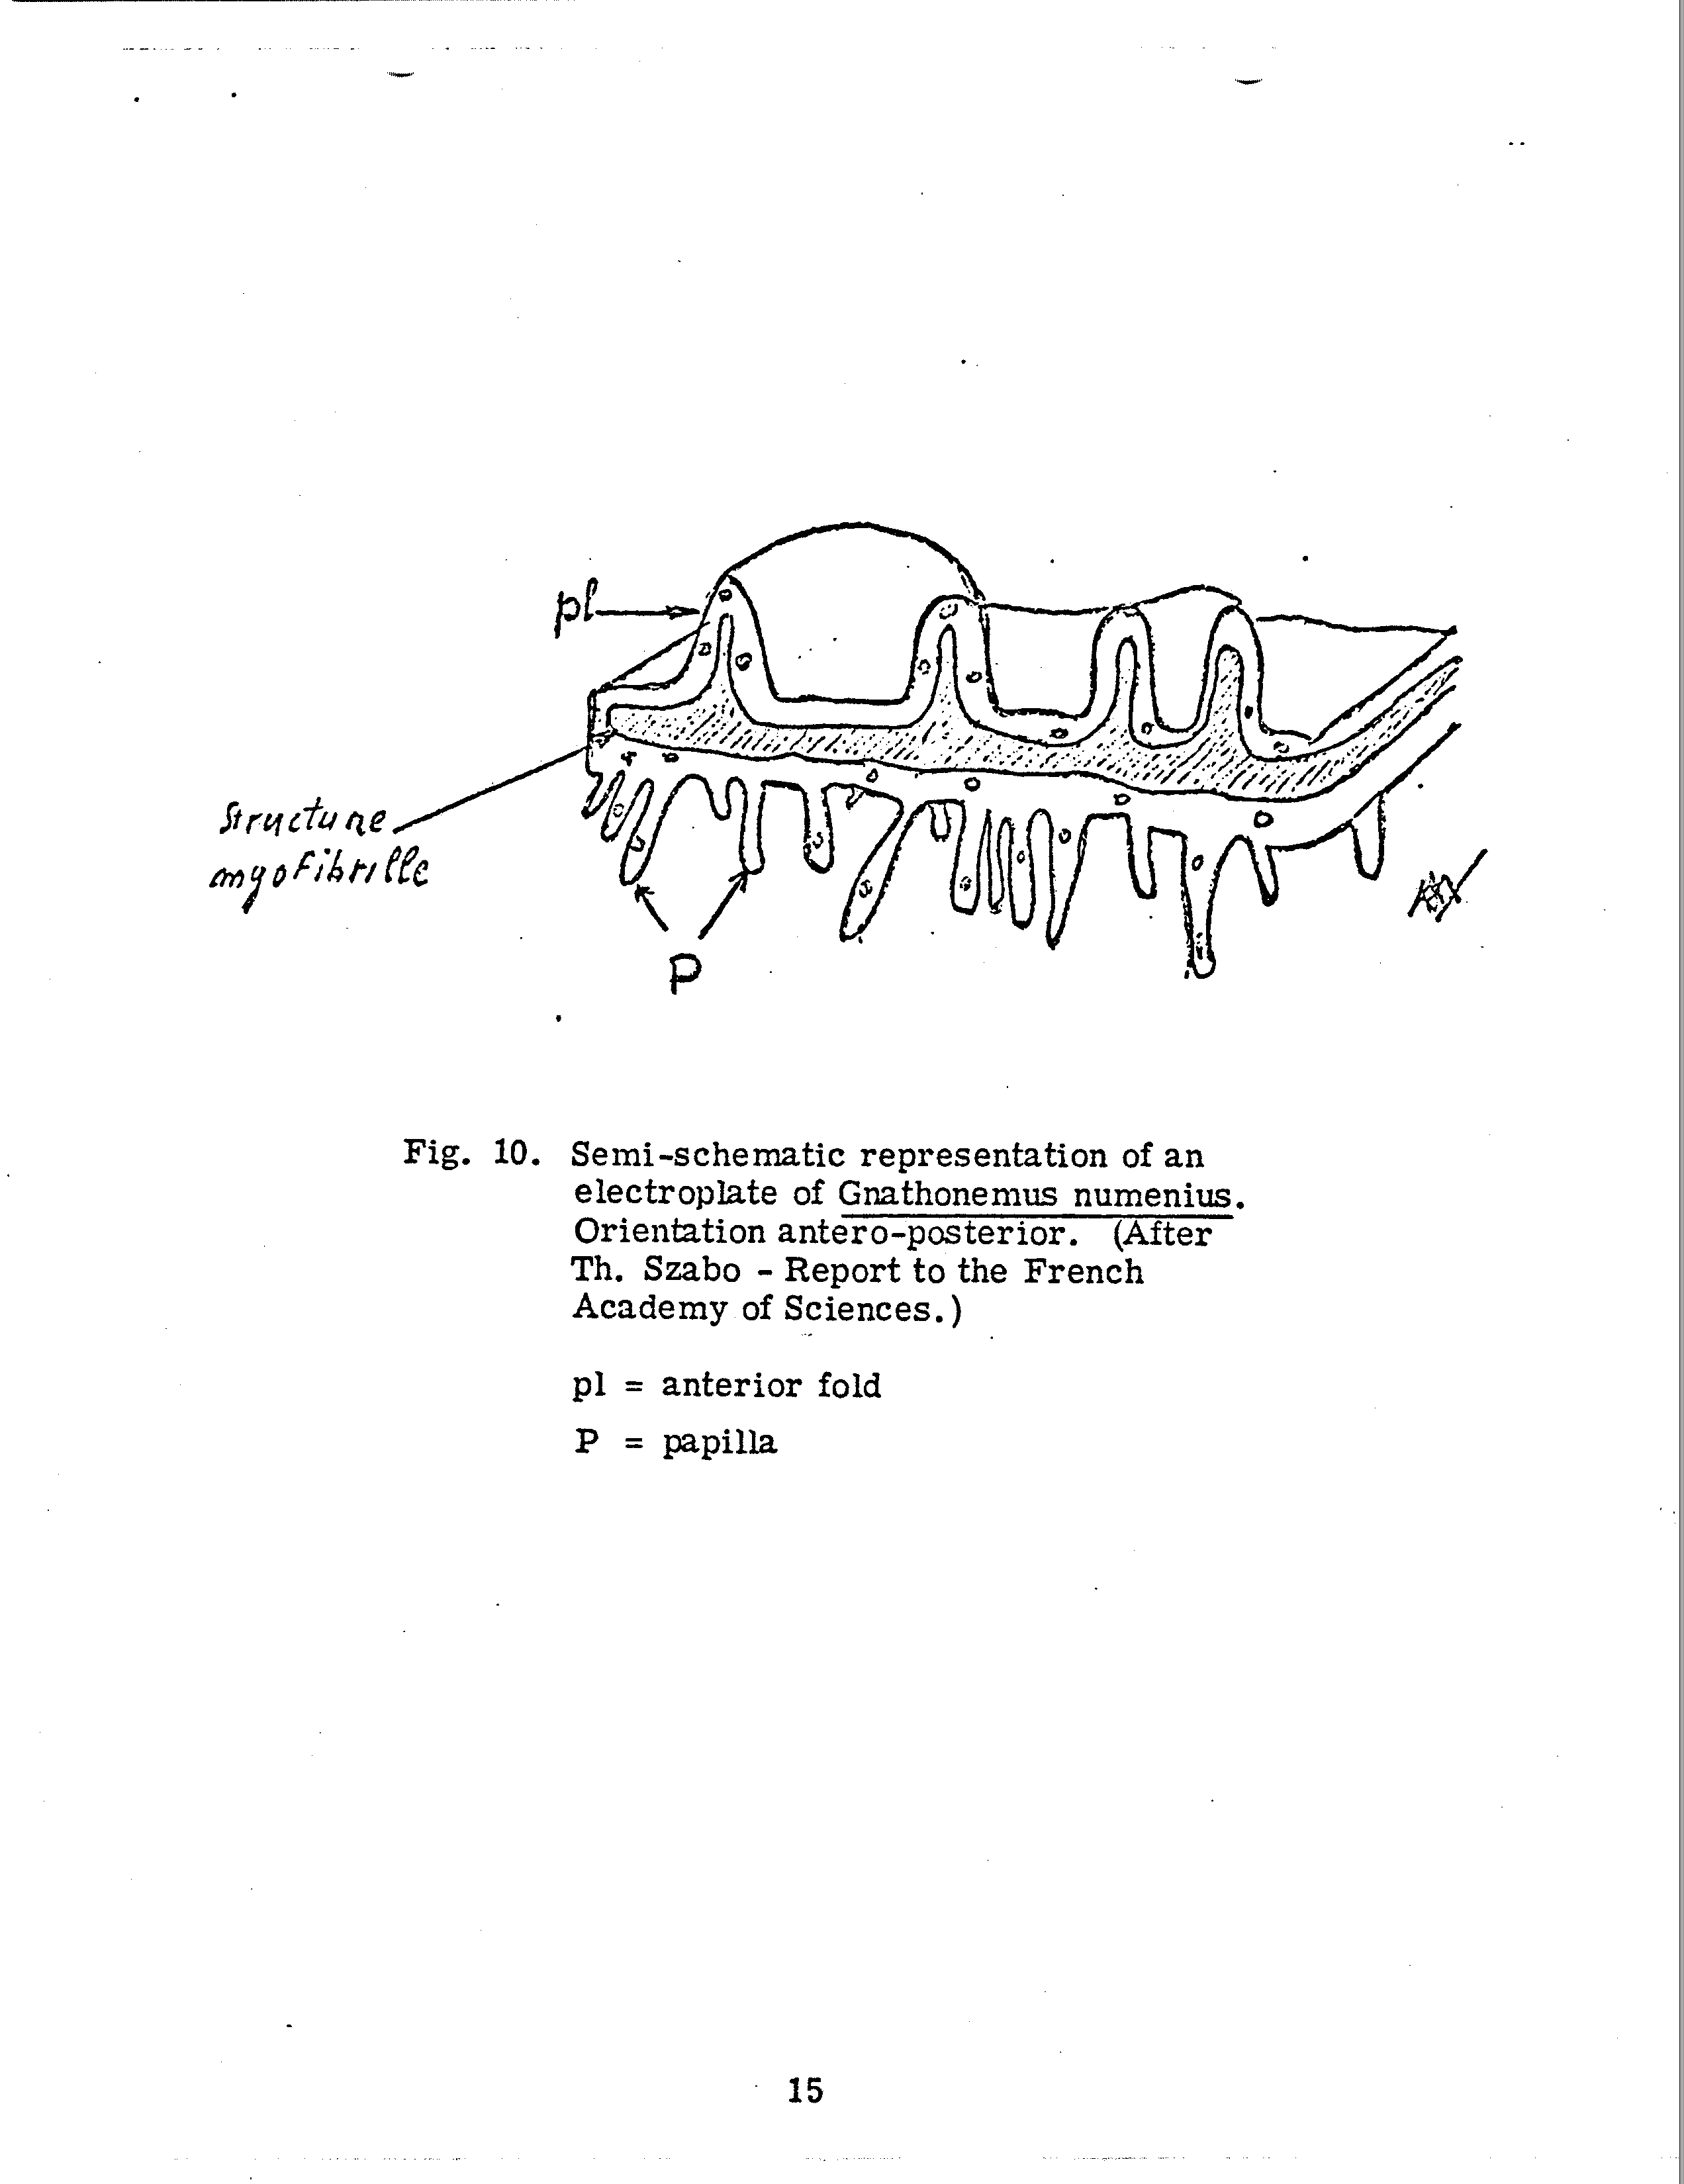 pl
Structure
myofibrille
P
Fig. 10. Semi-schematic representation of an
electroplate of Gnathonemus numenius.
Orientation antero-posterior. (After
Th. Szabo - Report to the French
Academy of Sciences.)
pl = anterior fold
P = papilla
15